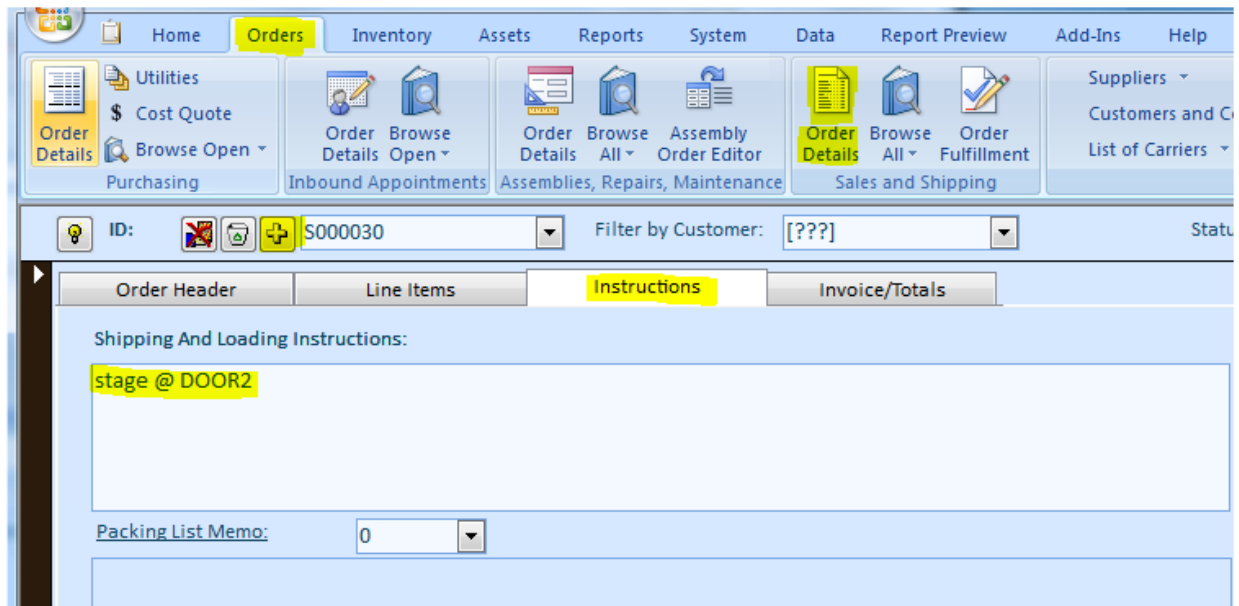 Home Orders Inventory Assets Reports System Data Report Preview Add-Ins Help
Order Details
Utilities
$ Cost Quote
Browse Open
Purchasing
Order Details
Browse Open
Inbound Appointments
Order Details
Browse All
Assembly Order Editor
Assemblies, Repairs, Maintenance
Order Details
Browse All
Order Fulfillment
Sales and Shipping
Suppliers
Customers and C
List of Carriers
ID: S000030 Filter by Customer: [???] Statu
Order Header Line Items Instructions Invoice/Totals
Shipping And Loading Instructions:
stage @ DOOR2
Packing List Memo: 0